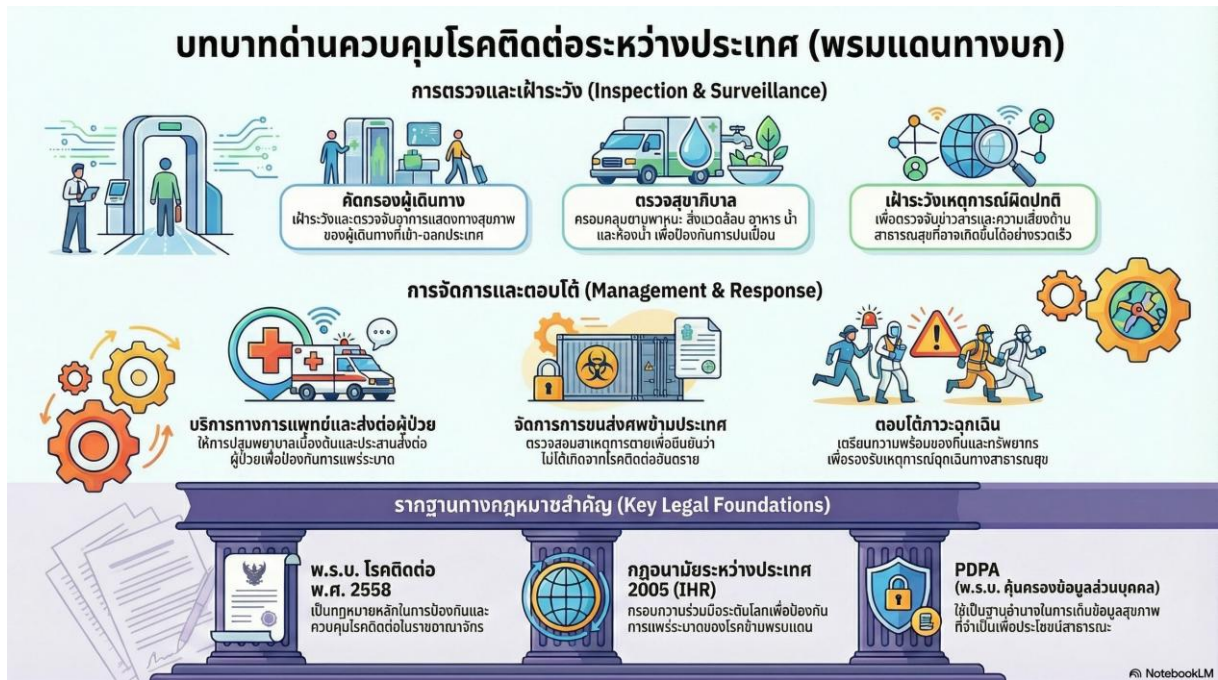 บทบาทด้านควบคุมโรคติดต่อระหว่างประเทศ (พรมแดนทางบก)
การตรวจและเฝ้าระวัง (Inspection & Surveillance)
คัดกรองผู้เดินทาง
เฝ้าระวังและตรวจจับอาการแสดงทางสุขภาพ
ของผู้เดินทางที่เข้า-ออกประเทศ
ตรวจสุขาภิบาล
ครอบคลุมยานพาหนะ สิ่งแวดล้อม อาหาร น้ำ
และห้องน้ำ เพื่อป้องกันการปนเปื้อน
เฝ้าระวังเหตุการณ์ผิดปกติ
เพื่อตรวจจับข่าวสารและความเสี่ยงด้าน
สาธารณสุขที่อาจเกิดขึ้นได้อย่างรวดเร็ว
การจัดการและตอบโต้ (Management & Response)
บริการทางการแพทย์และส่งต่อผู้ป่วย
ให้การปฐมพยาบาลเบื้องต้นและประสานส่งต่อ
ผู้ป่วยเพื่อป้องกันการแพร่ระบาด
จัดการการขนส่งศพข้ามประเทศ
ตรวจสอบสาเหตุการตายเพื่อยืนยันว่า
ไม่ได้เกิดจากโรคติดต่ออันตราย
ตอบโต้ภาวะฉุกเฉิน
เตรียมความพร้อมของทีมและทรัพยากร
เพื่อรองรับเหตุการณ์ฉุกเฉินทางสาธารณสุข
รากฐานทางกฎหมายสำคัญ (Key Legal Foundations)
พ.ร.บ. โรคติดต่อ
พ.ศ. 2558
เป็นกฎหมายหลักในการป้องกันและ
ควบคุมโรคติดต่อในราชอาณาจักร
กฎอนามัยระหว่างประเทศ
2005 (IHR)
กรอบความร่วมมือระดับโลกเพื่อป้องกัน
การแพร่ระบาดของโรคข้ามพรมแดน
PDPA
(พ.ร.บ. คุ้มครองข้อมูลส่วนบุคคล)
ใช้เป็นฐานอำนาจในการเก็บข้อมูลสุขภาพ
ที่จำเป็นเพื่อประโยชน์สาธารณะ
NotebookLM